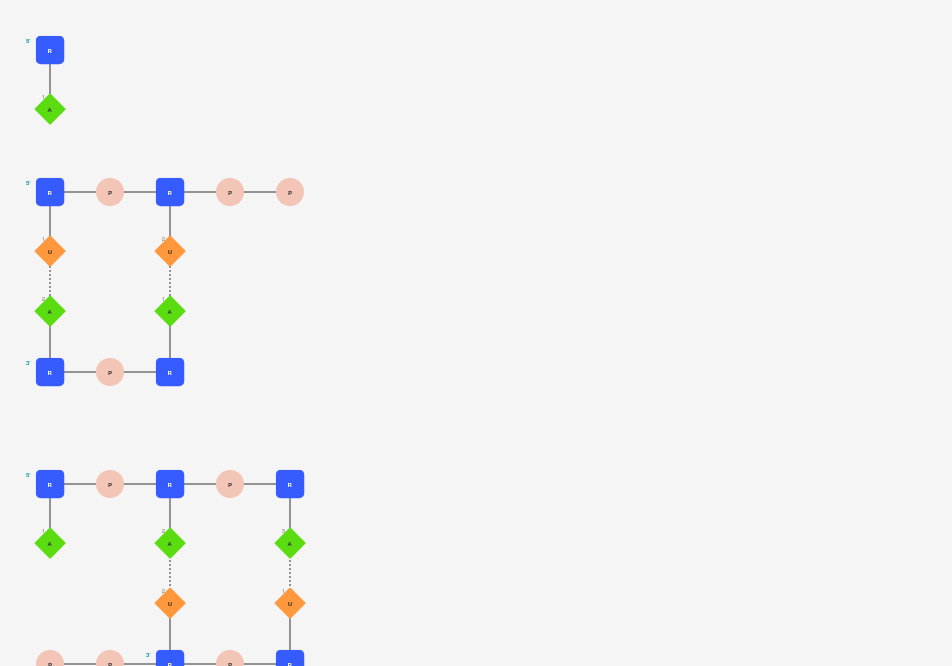 5' R
1 A
5' R P R P P
1 U 2 U
2 A 1 A
3' R P R
5' R P R P R
1 A 2 A 3 A
2 U 1 U
P P 3' R P R